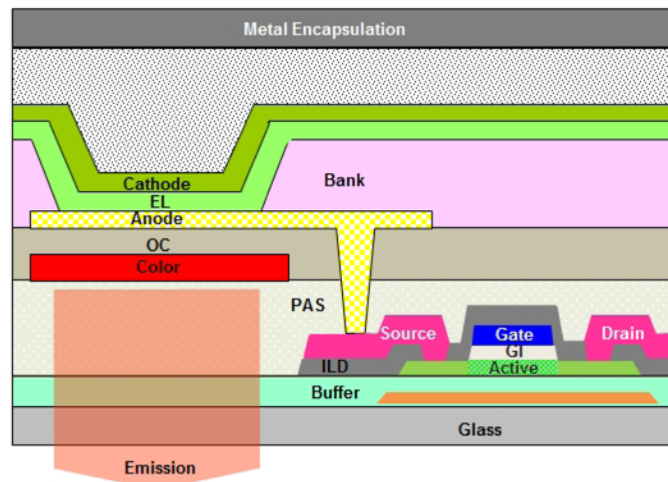 Metal Encapsulation
Cathode
Bank
EL
Anode
OC
Color
PAS
Source
Gate
Drain
GI
ILD
Active
Buffer
Glass
Emission